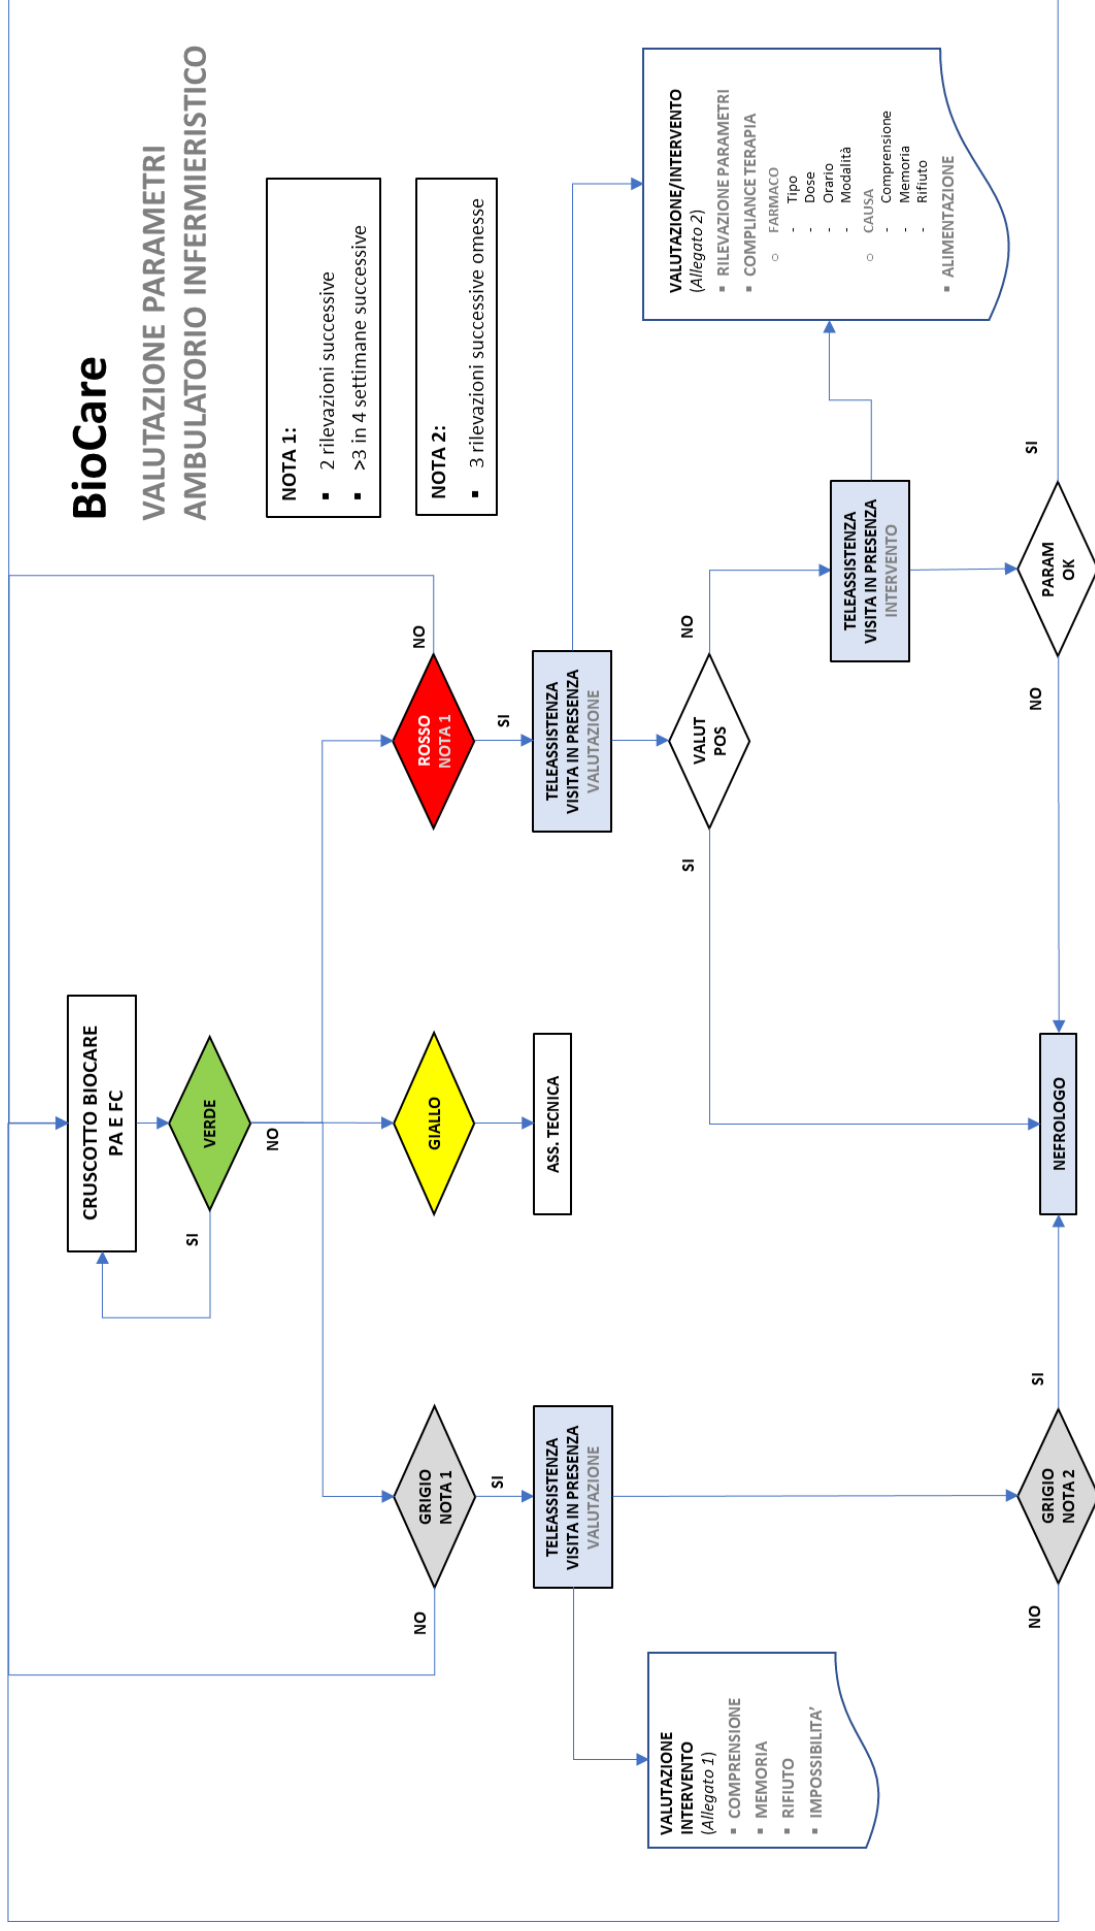 BioCare
VALUTAZIONE PARAMETRI
AMBULATORIO INFERMIERISTICO
NOTA 1:
▪ 2 rilevazioni successive
▪ >3 in 4 settimane successive
NOTA 2:
▪ 3 rilevazioni successive omesse
CRUSCOTTO BIOCARE
PA E FC
VERDE
SI
NO
GRIGIO
NOTA 1
NO
SI
GIALLO
ROSSO
NOTA 1
NO
SI
TELEASSISTENZA
VISITA IN PRESENZA
VALUTAZIONE
ASS. TECNICA
TELEASSISTENZA
VISITA IN PRESENZA
VALUTAZIONE
VALUTAZIONE
INTERVENTO
(Allegato 1)
▪ COMPRENSIONE
▪ MEMORIA
▪ RIFIUTO
▪ IMPOSSIBILITA'
VALUT
POS
SI
NO
VALUTAZIONE/INTERVENTO
(Allegato 2)
▪ RILEVAZIONE PARAMETRI
▪ COMPLIANCE TERAPIA
○ FARMACO
- Tipo
- Dose
- Orario
- Modalità
○ CAUSA
- Comprensione
- Memoria
- Rifiuto
▪ ALIMENTAZIONE
TELEASSISTENZA
VISITA IN PRESENZA
INTERVENTO
GRIGIO
NOTA 2
NO
SI
NEFROLOGO
PARAM
OK
NO
SI